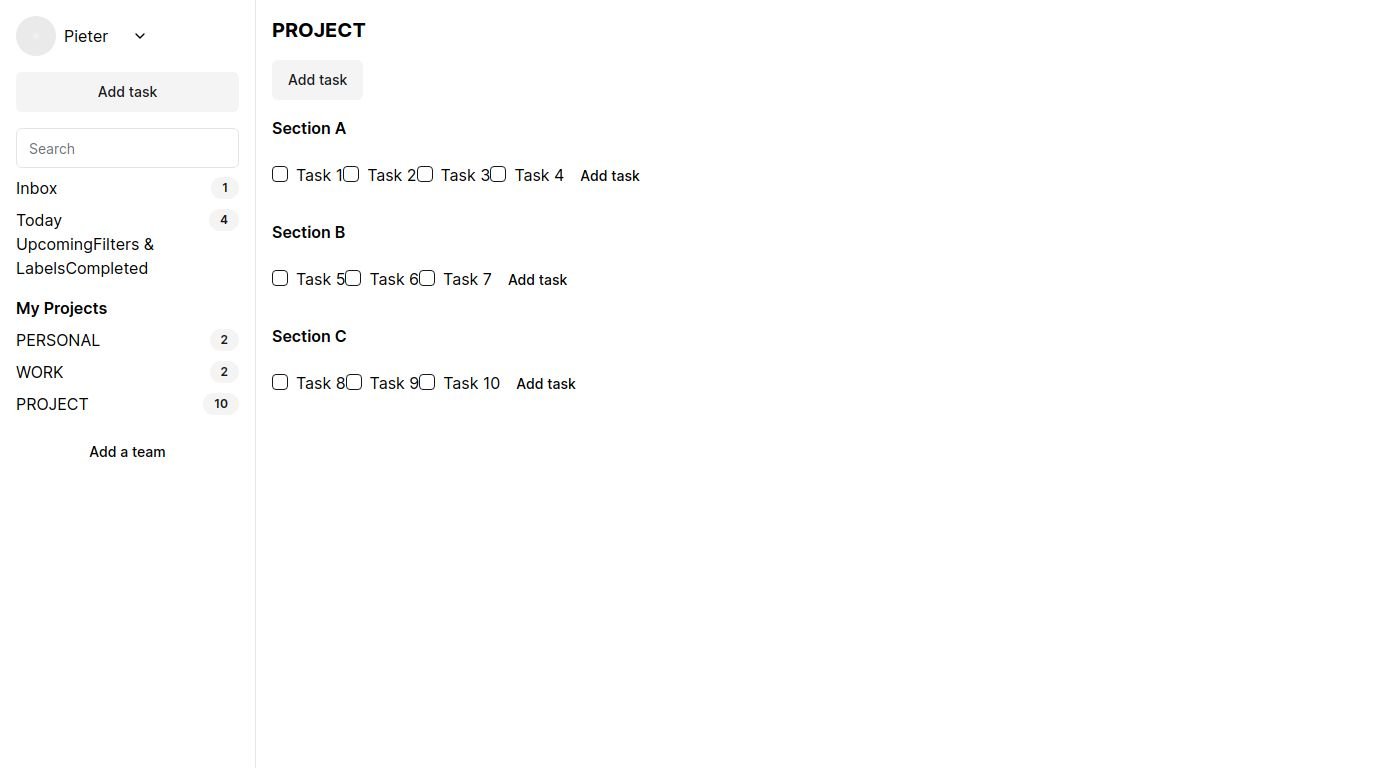 Pieter
Add task
Search
Inbox 1
Today 4
UpcomingFilters &
LabelsCompleted
My Projects
PERSONAL 2
WORK 2
PROJECT 10
Add a team
PROJECT
Add task
Section A
Task 1 Task 2 Task 3 Task 4 Add task
Section B
Task 5 Task 6 Task 7 Add task
Section C
Task 8 Task 9 Task 10 Add task